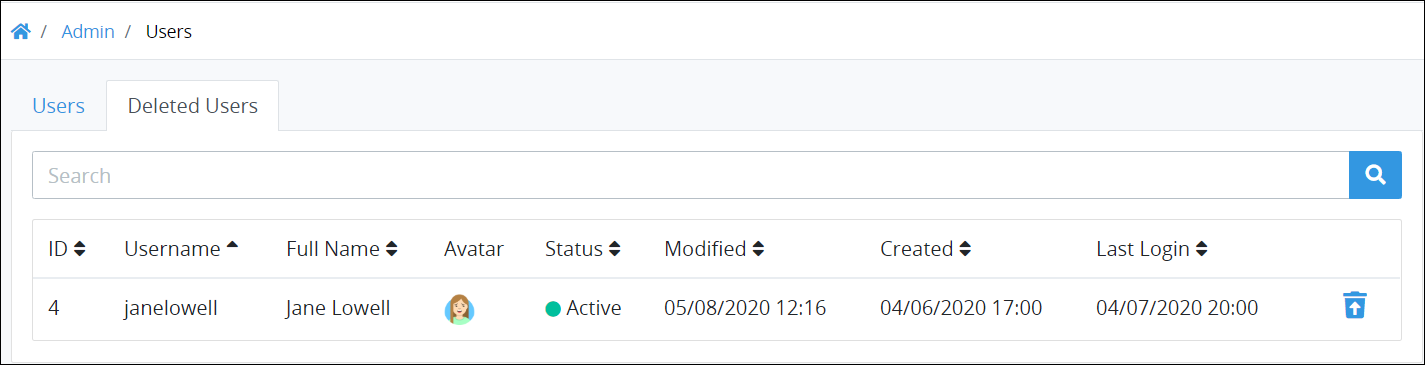 / Admin / Users
Users Deleted Users
Search
ID Username Full Name Avatar Status Modified Created Last Login
4 janelowell Jane Lowell Active 05/08/2020 12:16 04/06/2020 17:00 04/07/2020 20:00